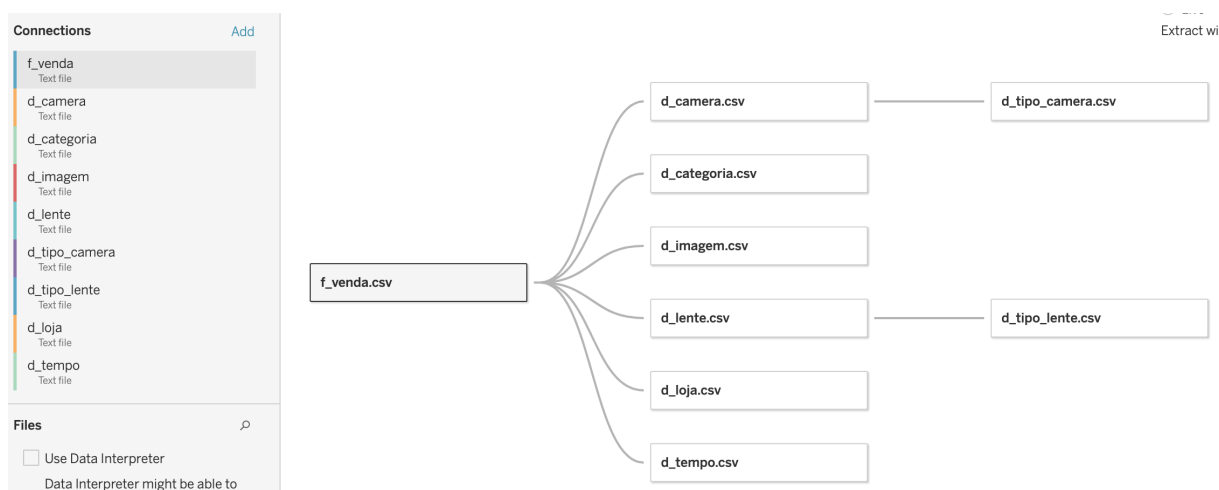 Connections Add
f_venda
Text file
d_camera
Text file
d_categoria
Text file
d_imagem
Text file
d_lente
Text file
d_tipo_camera
Text file
d_tipo_lente
Text file
d_loja
Text file
d_tempo
Text file
Files
Use Data Interpreter
Data Interpreter might be able to
Extract wi
d_camera.csv d_tipo_camera.csv
d_categoria.csv
d_imagem.csv
f_venda.csv
d_lente.csv d_tipo_lente.csv
d_loja.csv
d_tempo.csv